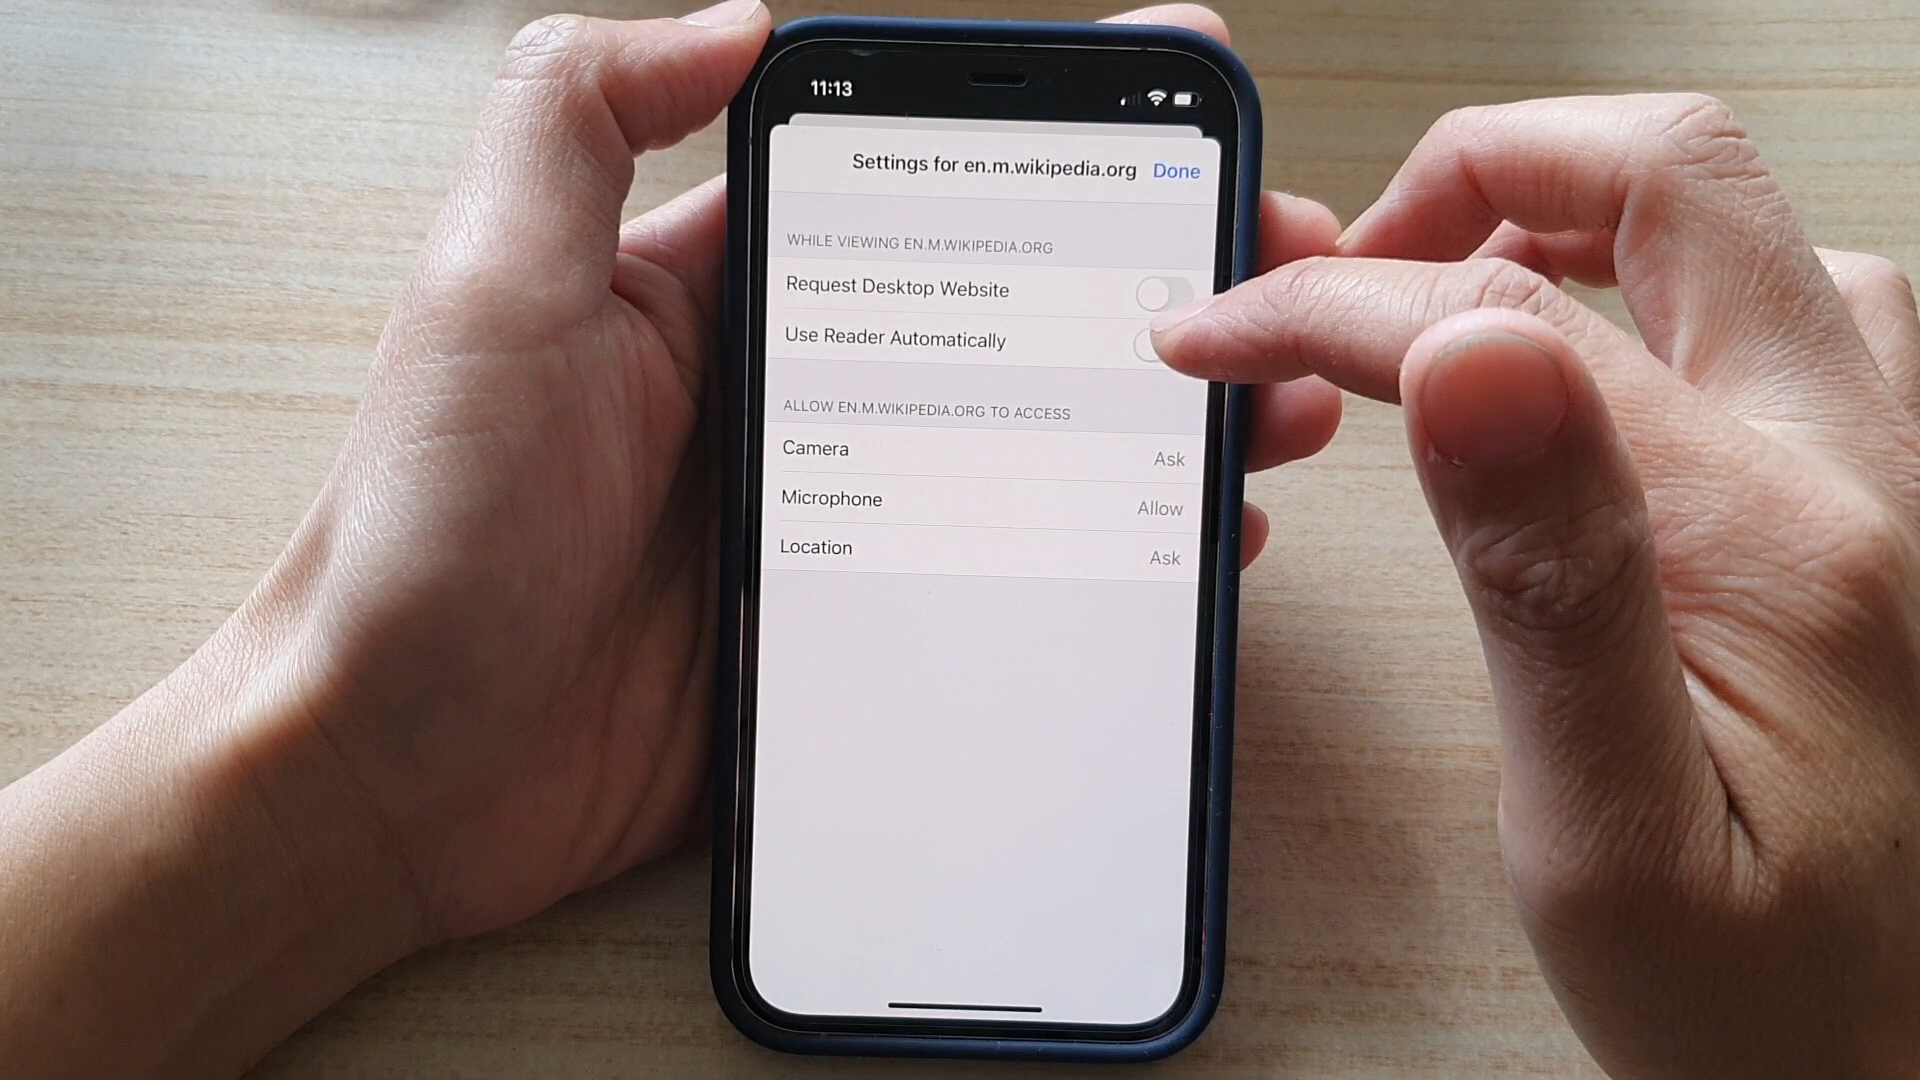 11:13
Settings for en.m.wikipedia.org Done
WHILE VIEWING EN.M.WIKIPEDIA.ORG
Request Desktop Website
Use Reader Automatically
ALLOW EN.M.WIKIPEDIA.ORG TO ACCESS
Camera Ask
Microphone Allow
Location Ask